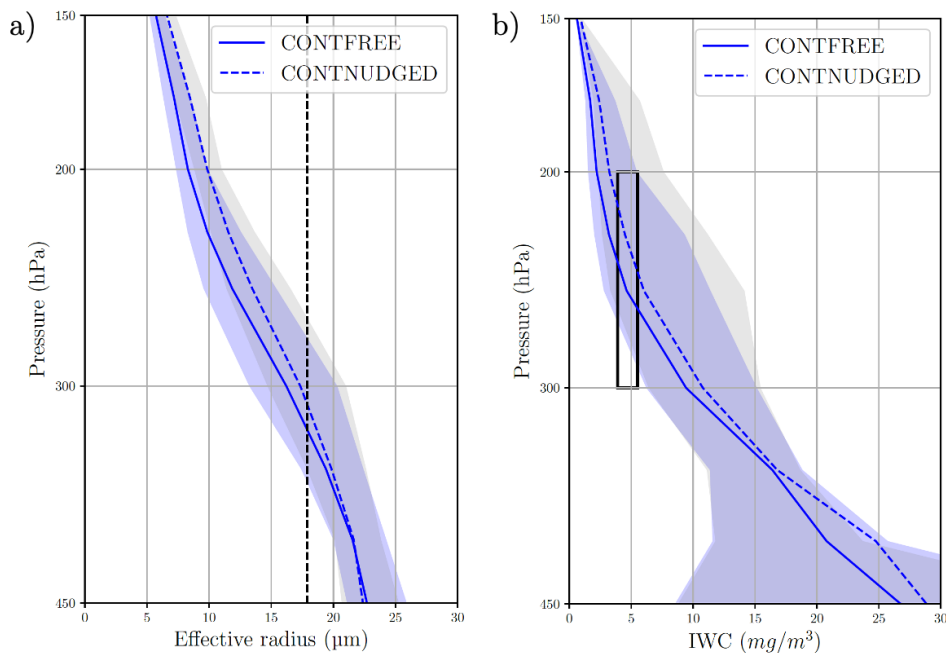 a)
150
200
300
450
Pressure (hPa)
CONTFREE
CONTNUDGED
0
5
10
15
20
25
30
Effective radius (µm)
b)
150
200
300
450
Pressure (hPa)
CONTFREE
CONTNUDGED
0
5
10
15
20
25
30
IWC (mg/m³)